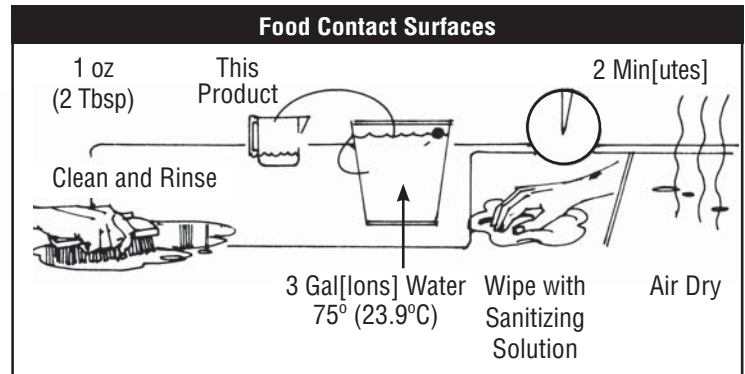 Food Contact Surfaces
1 oz
(2 Tbsp)
This
Product
2 Min[utes]
Clean and Rinse
3 Gal[lons] Water
75º (23.9ºC)
Wipe with
Sanitizing
Solution
Air Dry